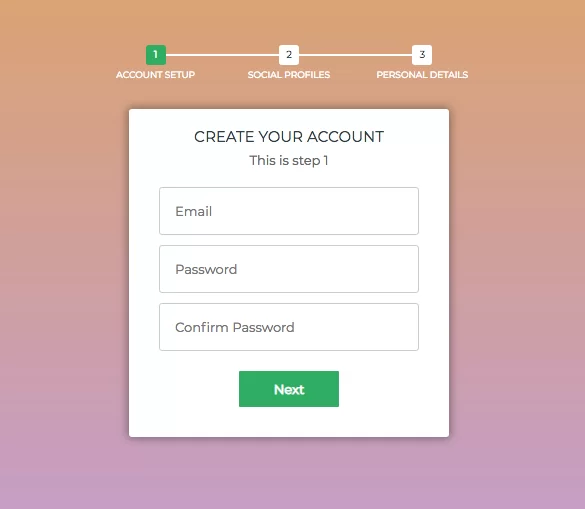 1 2 3
ACCOUNT SETUP SOCIAL PROFILES PERSONAL DETAILS
CREATE YOUR ACCOUNT
This is step 1
Email
Password
Confirm Password
Next